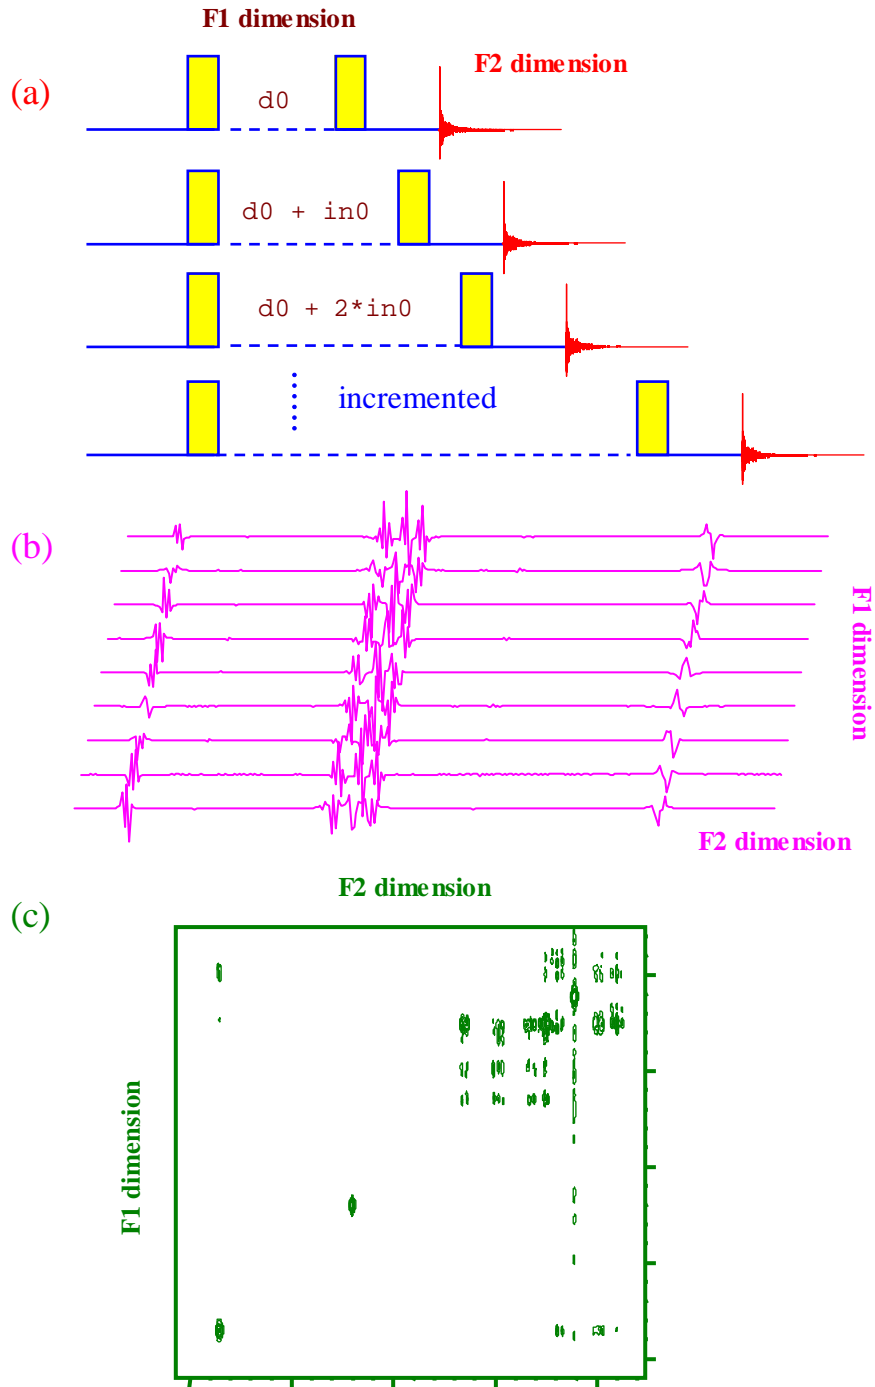 F1 dimension
F2 dimension
(a)
d0
d0 + in0
d0 + 2*in0
incremented
(b)
F1 dimension
F2 dimension
F2 dimension
(c)
F1 dimension